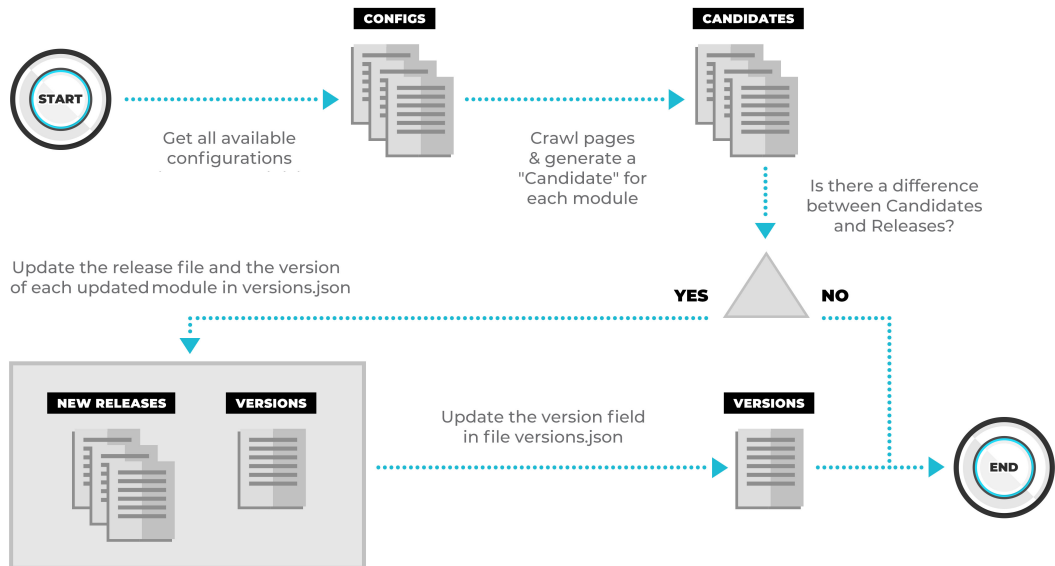 CONFIGS
CANDIDATES
START
Get all available
configurations
Crawl pages
& generate a
"Candidate" for
each module
Is there a difference
between Candidates
and Releases?
Update the release file and the version
of each updated module in versions.json
YES
NO
NEW RELEASES
VERSIONS
Update the version field
in file versions.json
VERSIONS
END